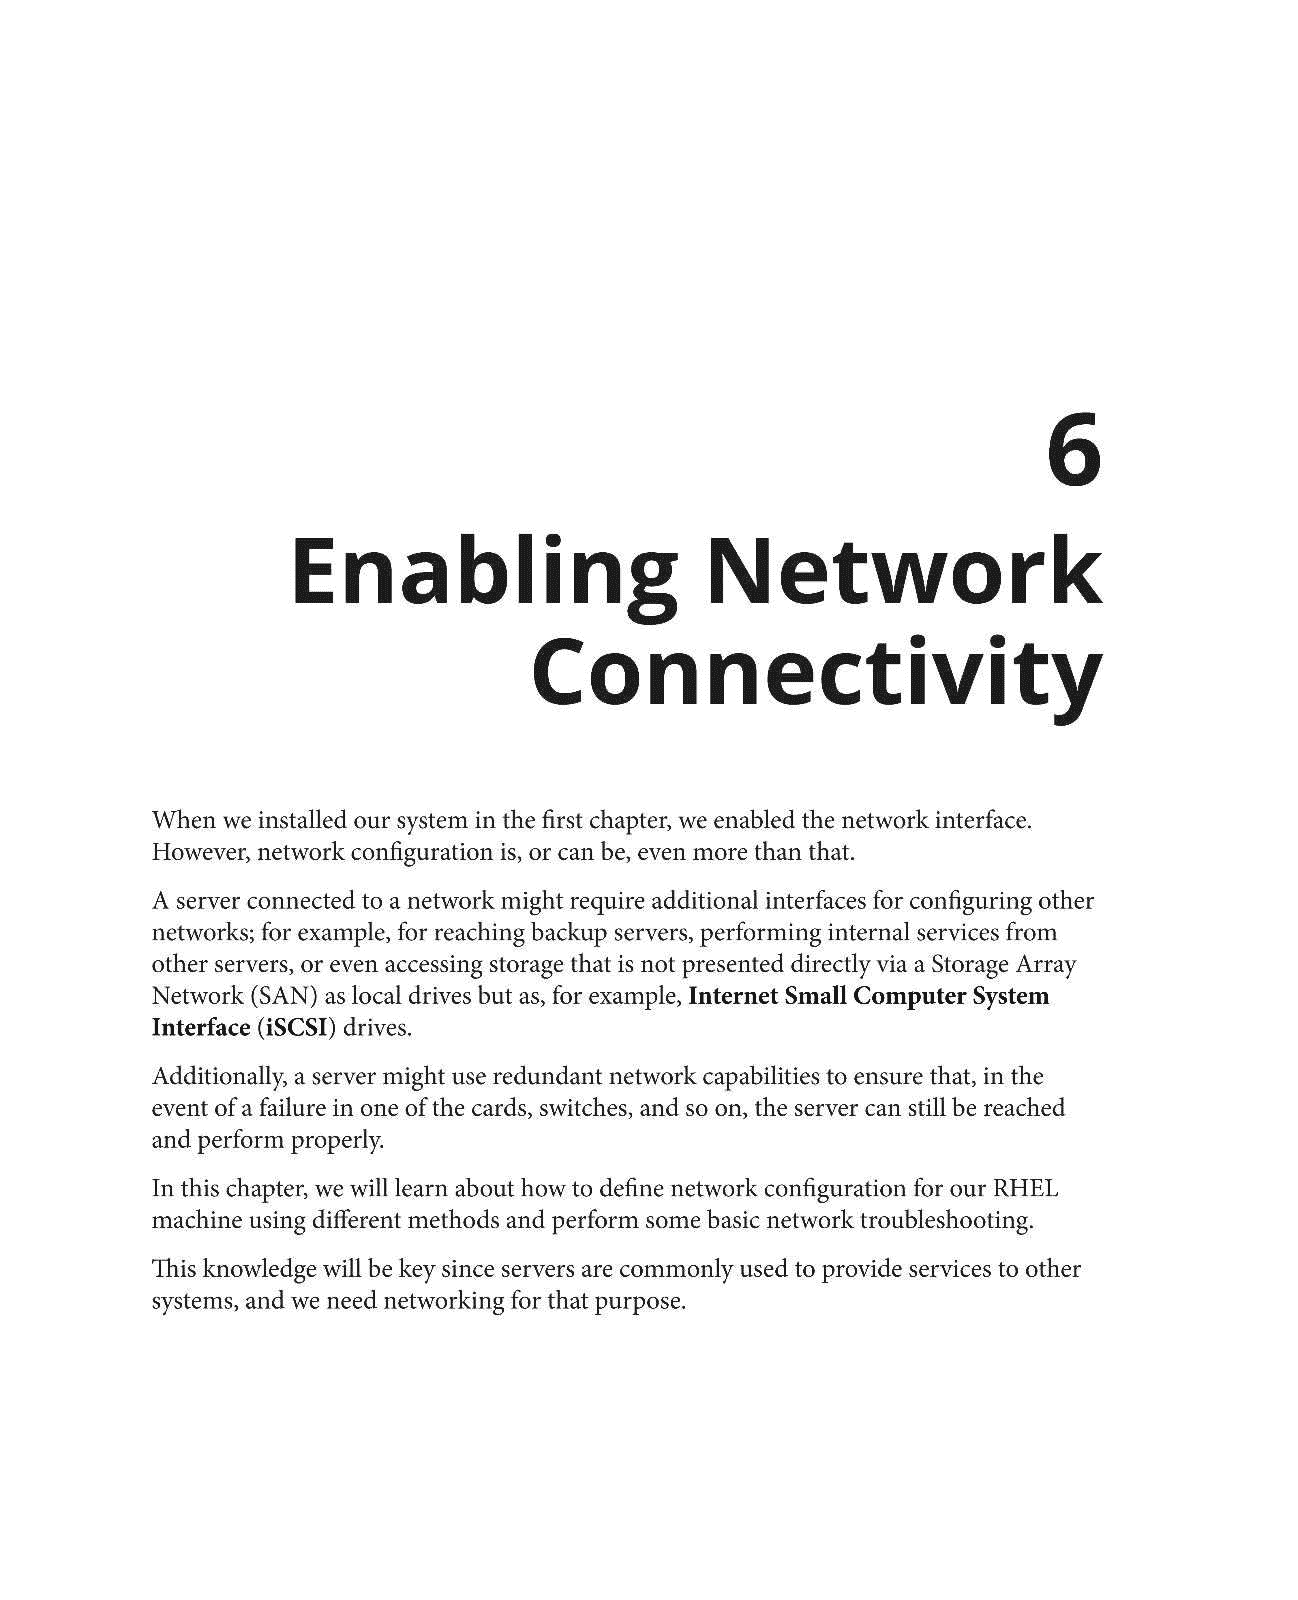 6
Enabling Network
Connectivity
When we installed our system in the first chapter, we enabled the network interface.
However, network configuration is, or can be, even more than that.
A server connected to a network might require additional interfaces for configuring other
networks; for example, for reaching backup servers, performing internal services from
other servers, or even accessing storage that is not presented directly via a Storage Array
Network (SAN) as local drives but as, for example, Internet Small Computer System
Interface (iSCSI) drives.
Additionally, a server might use redundant network capabilities to ensure that, in the
event of a failure in one of the cards, switches, and so on, the server can still be reached
and perform properly.
In this chapter, we will learn about how to define network configuration for our RHEL
machine using different methods and perform some basic network troubleshooting.
This knowledge will be key since servers are commonly used to provide services to other
systems, and we need networking for that purpose.